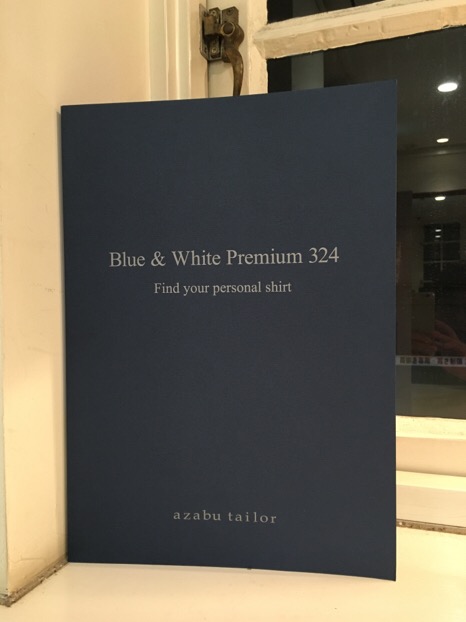 Blue & White Premium 324
Find your personal shirt
azabu tailor